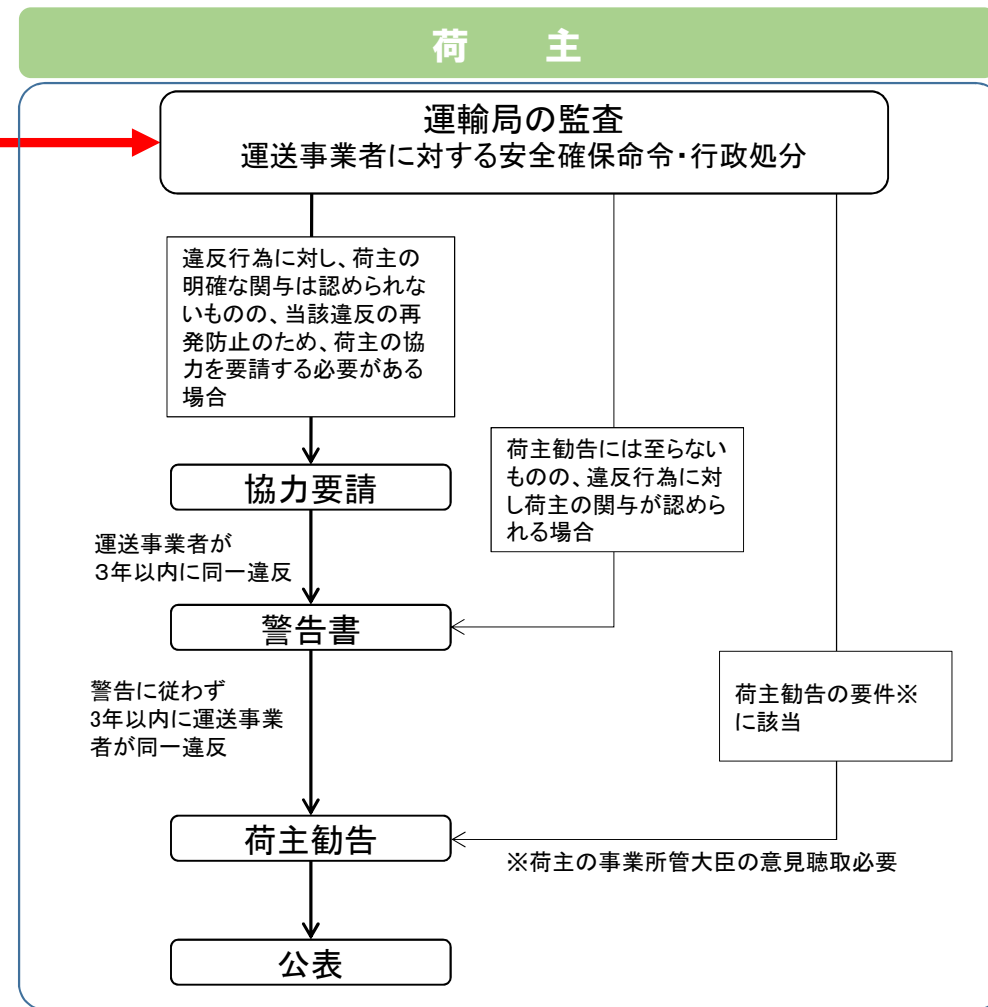 荷　主
運輸局の監査
運送事業者に対する安全確保命令・行政処分
違反行為に対し、荷主の
明確な関与は認められな
いものの、当該違反の再
発防止のため、荷主の協
力を要請する必要がある
場合
荷主勧告には至らない
ものの、違反行為に対
し荷主の関与が認めら
れる場合
協力要請
運送事業者が
３年以内に同一違反
警告書
警告に従わず
3年以内に運送事業
者が同一違反
荷主勧告の要件※
に該当
荷主勧告
※荷主の事業所管大臣の意見聴取必要
公表